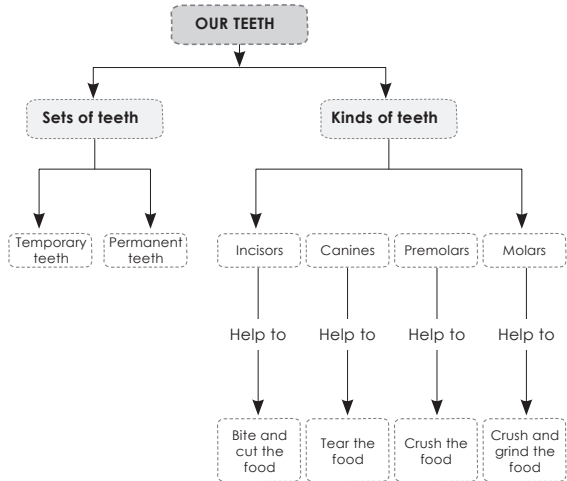 OUR TEETH
Sets of teeth
Kinds of teeth
Temporary
teeth
Permanent
teeth
Incisors
Canines
Premolars
Molars
Help to
Help to
Help to
Help to
Bite and
cut the
food
Tear the
food
Crush the
food
Crush and
grind the
food